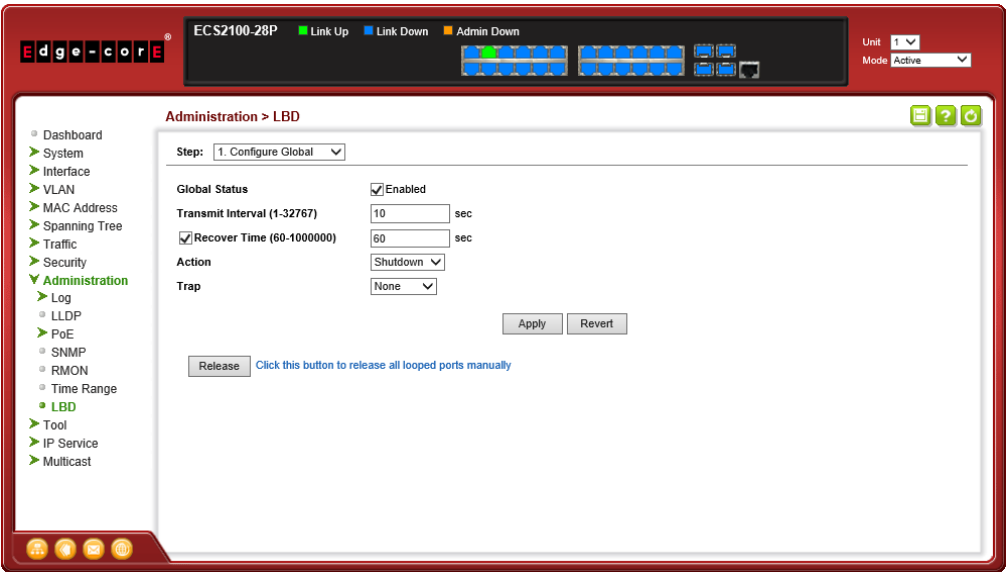 Edge-corE®
ECS2100-28P
Link Up
Link Down
Admin Down
Unit 1
Mode Active
Administration > LBD
?
Dashboard
System
Interface
VLAN
MAC Address
Spanning Tree
Traffic
Security
Administration
Log
LLDP
PoE
SNMP
RMON
Time Range
LBD
Tool
IP Service
Multicast
Step: 1. Configure Global
Global Status Enabled
Transmit Interval (1-32767) 10 sec
Recover Time (60-1000000) 60 sec
Action Shutdown
Trap None
Apply Revert
Release Click this button to release all looped ports manually